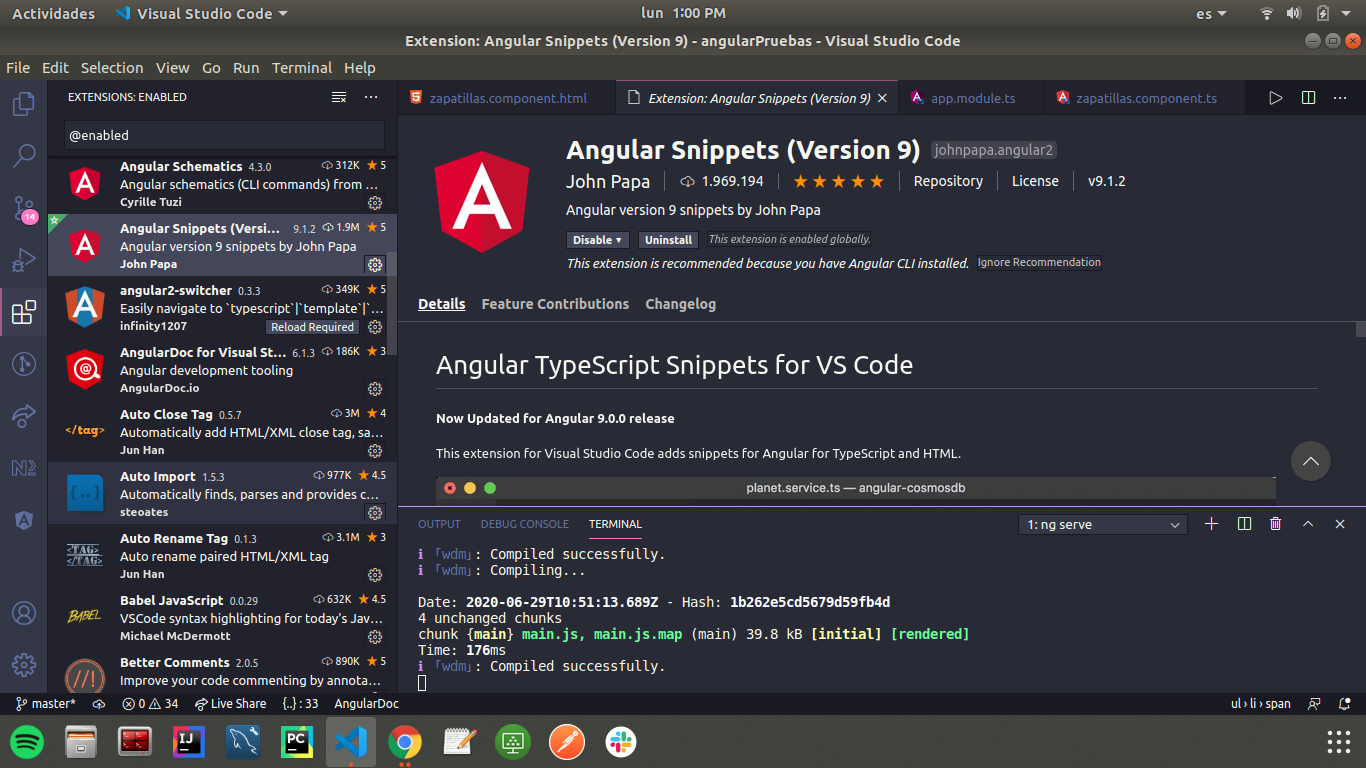 Actividades Visual Studio Code lun 1:00 PM es
Extension: Angular Snippets (Version 9) - angularPruebas - Visual Studio Code
File Edit Selection View Go Run Terminal Help
EXTENSIONS: ENABLED
@enabled
Angular Schematics 4.3.0 312K 5
Angular schematics (CLI commands) from ...
Cyrille Tuzi
Angular Snippets (Versi... 9.1.2 1.9M 5
Angular version 9 snippets by John Papa
John Papa
angular2-switcher 0.3.3 349K 5
Easily navigate to `typescript`|`template`|`...
infinity1207 Reload Required
AngularDoc for Visual St... 6.1.3 186K 3
Angular development tooling
AngularDoc.io
Auto Close Tag 0.5.7 3M 4
Automatically add HTML/XML close tag, sa...
Jun Han
Auto Import 1.5.3 977K 4.5
Automatically finds, parses and provides c...
steoates
Auto Rename Tag 0.1.3 3.1M 3
Auto rename paired HTML/XML tag
Jun Han
Babel JavaScript 0.0.29 632K 4.5
VSCode syntax highlighting for today's Jav...
Michael McDermott
Better Comments 2.0.5 890K 5
Improve your code commenting by annota...
14
</tag>
{..}
<TAG>
</TAG>
BABEL
//!
zapatillas.component.html Extension: Angular Snippets (Version 9) app.module.ts zapatillas.component.ts
Angular Snippets (Version 9) johnpapa.angular2
John Papa 1.969.194 Repository License v9.1.2
Angular version 9 snippets by John Papa
Disable Uninstall This extension is enabled globally.
This extension is recommended because you have Angular CLI installed. Ignore Recommendation
Details Feature Contributions Changelog
Angular TypeScript Snippets for VS Code
Now Updated for Angular 9.0.0 release
This extension for Visual Studio Code adds snippets for Angular for TypeScript and HTML.
planet.service.ts — angular-cosmosdb
OUTPUT DEBUG CONSOLE TERMINAL 1: ng serve
ℹ ｢wdm｣: Compiled successfully.
ℹ ｢wdm｣: Compiling...
Date: 2020-06-29T10:51:13.689Z - Hash: 1b262e5cd5679d59fb4d
4 unchanged chunks
chunk {main} main.js, main.js.map (main) 39.8 kB [initial] [rendered]
Time: 176ms
ℹ ｢wdm｣: Compiled successfully.
master* 0 34 Live Share {..} : 33 AngularDoc ul › li › span
IJ PC